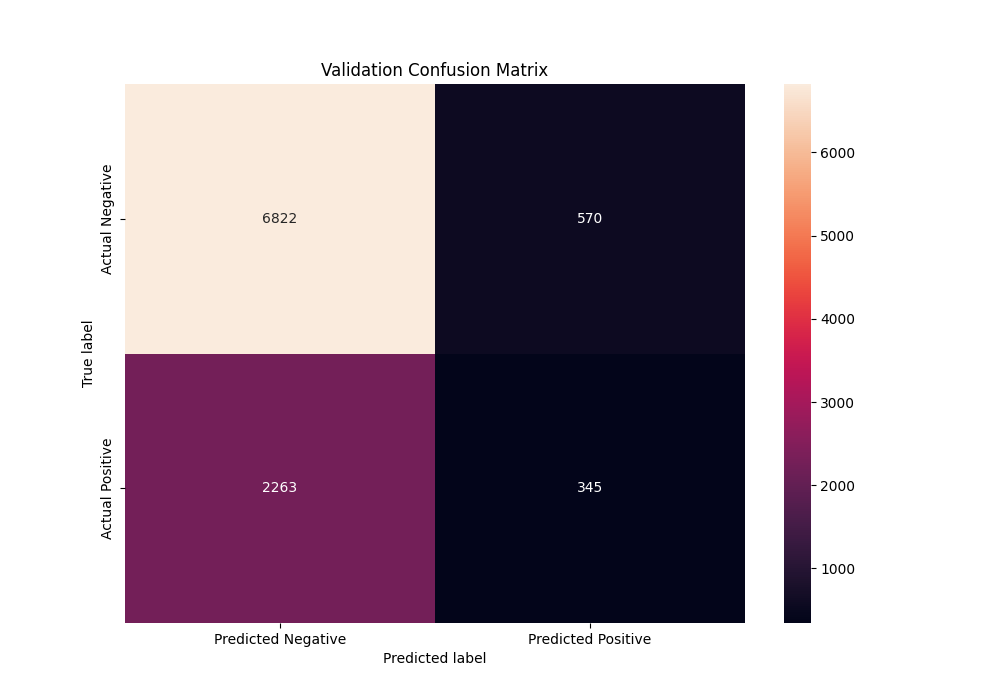 Validation Confusion Matrix
True label
Actual Negative
Actual Positive
6822
570
2263
345
Predicted Negative
Predicted Positive
Predicted label
6000
5000
4000
3000
2000
1000